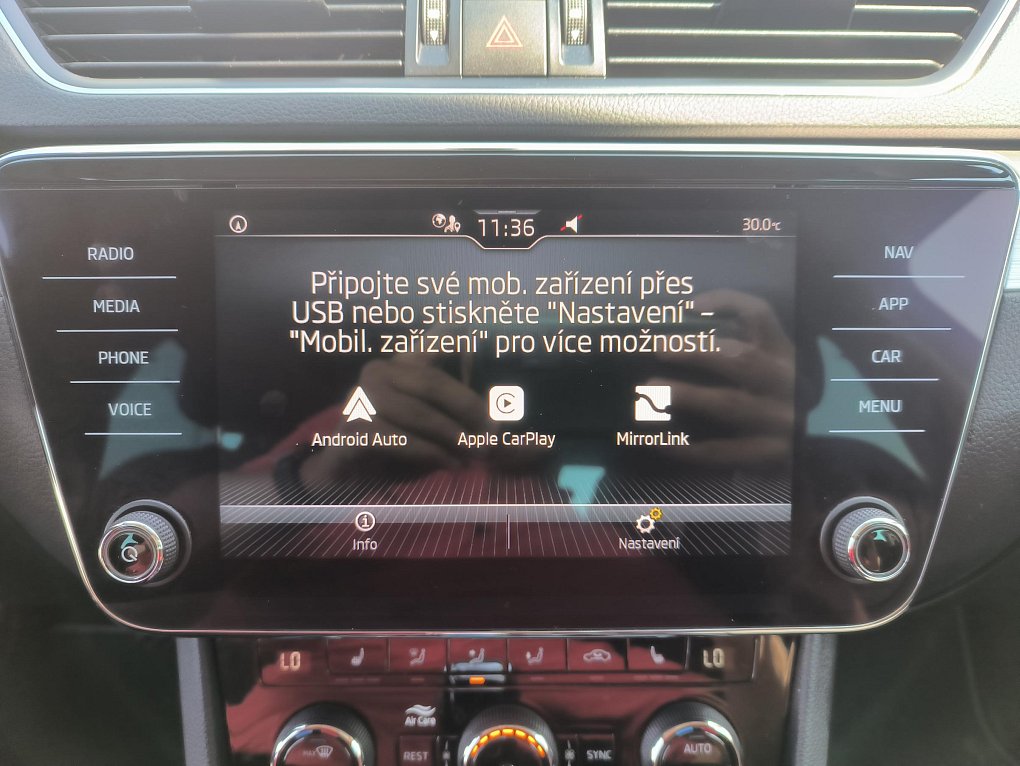 11:36
30.0°C
RADIO
MEDIA
PHONE
VOICE
Připojte své mob. zařízení přes
USB nebo stiskněte "Nastavení" –
"Mobil. zařízení" pro více možností.
Android Auto
Apple CarPlay
MirrorLink
Info
Nastavení
NAV
APP
CAR
MENU
LO
LO
Air Care
MAX
REST
SYNC
AUTO